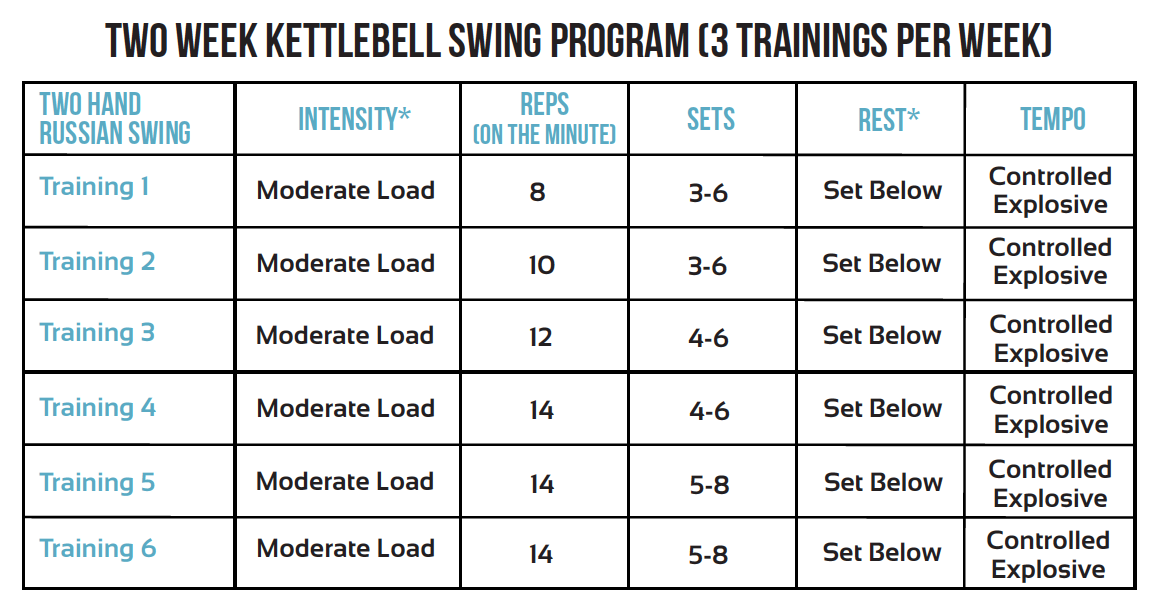 TWO WEEK KETTLEBELL SWING PROGRAM (3 TRAININGS PER WEEK)
TWO HAND
RUSSIAN SWING
INTENSITY*
REPS
(ON THE MINUTE)
SETS
REST*
TEMPO
Training 1
Moderate Load
8
3-6
Set Below
Controlled
Explosive
Training 2
Moderate Load
10
3-6
Set Below
Controlled
Explosive
Training 3
Moderate Load
12
4-6
Set Below
Controlled
Explosive
Training 4
Moderate Load
14
4-6
Set Below
Controlled
Explosive
Training 5
Moderate Load
14
5-8
Set Below
Controlled
Explosive
Training 6
Moderate Load
14
5-8
Set Below
Controlled
Explosive